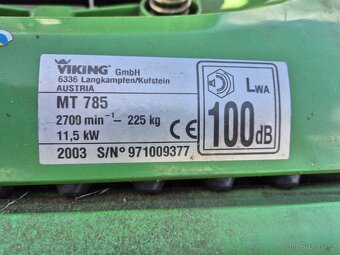 VIKING GmbH
6336 Langkampfen/Kufstein
AUSTRIA
MT 785
2700 min⁻¹ – 225 kg
11,5 kW
CE
2003 S/N° 971009377
LWA
100dB